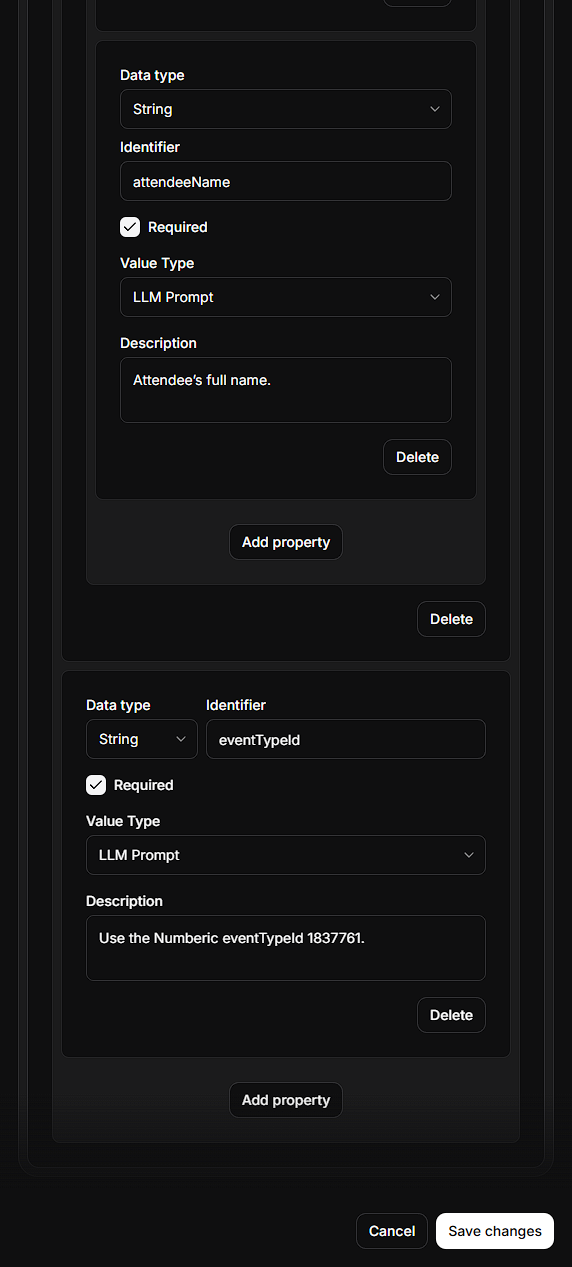 Data type
String
Identifier
attendeeName
Required
Value Type
LLM Prompt
Description
Attendee’s full name.
Delete
Add property
Delete
Data type Identifier
String eventTypeId
Required
Value Type
LLM Prompt
Description
Use the Numberic eventTypeId 1837761.
Delete
Add property
Cancel Save changes